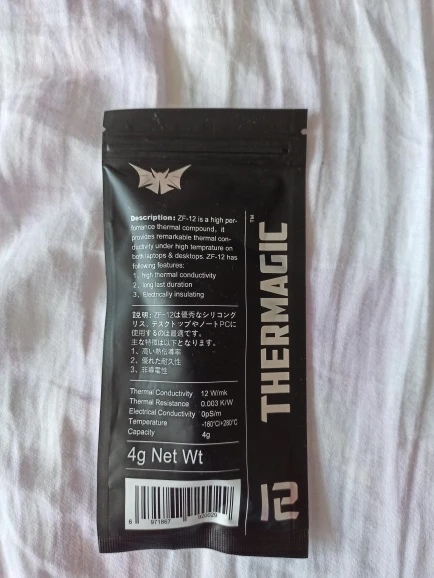 Description: ZF-12 is a high per-
fomance thermal compound, it
provides remarkable thermal con-
ductivity under high temprature on
both laptops & desktops. ZF-12 has
following features:
1、high thermal conductivity
2、long last duration
3、Electrically insulating
説明: ZF-12は優秀なシリコング
リス、デスクトップやノートPCに
使用するのは最適です。
主な特徴は以下となります。
1、高い熱伝導率
2、優れた耐久性
3、非導電性
Thermal Conductivity 12 W/mk
Thermal Resistance 0.003 K/W
Electrical Conductivity 0pS/m
Temperature -160℃/+280℃
Capacity 4g
4g Net Wt
6 971867
THERMAGIC™
12